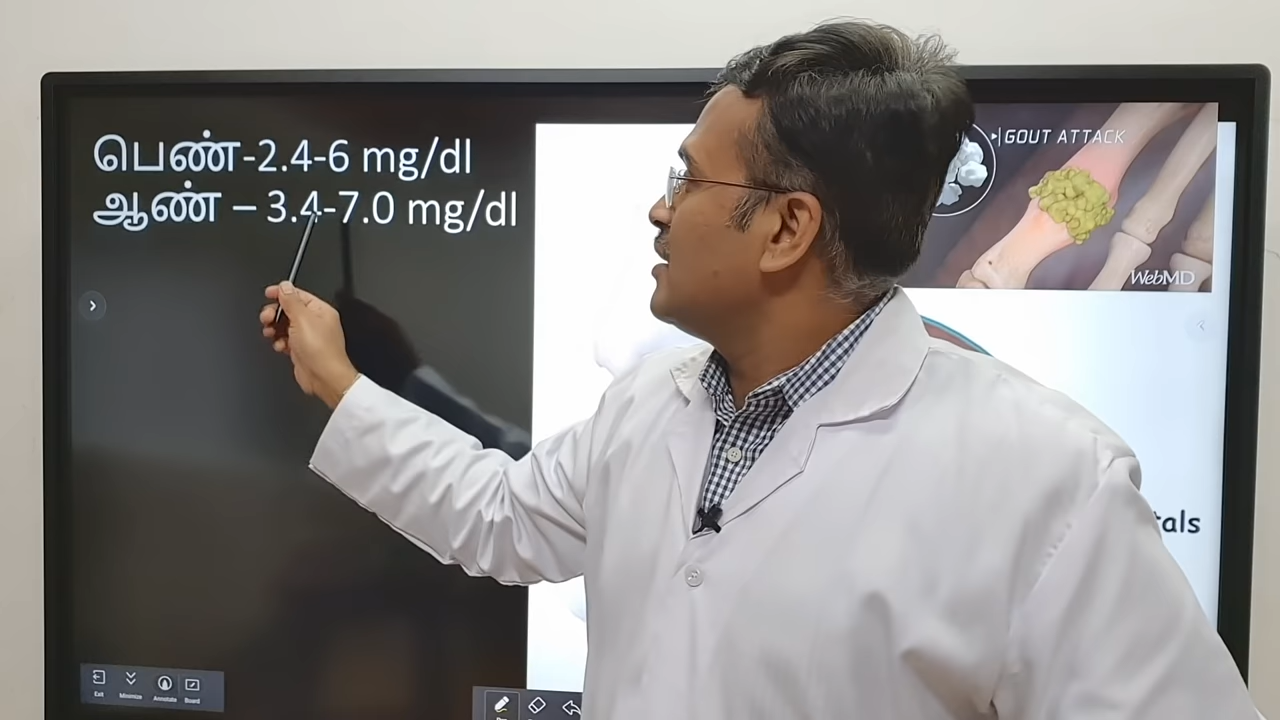 பெண்-2.4-6 mg/dl
ஆண் – 3.4-7.0 mg/dl
GOUT ATTACK
WebMD
Exit
Minimize
Annotate
Board